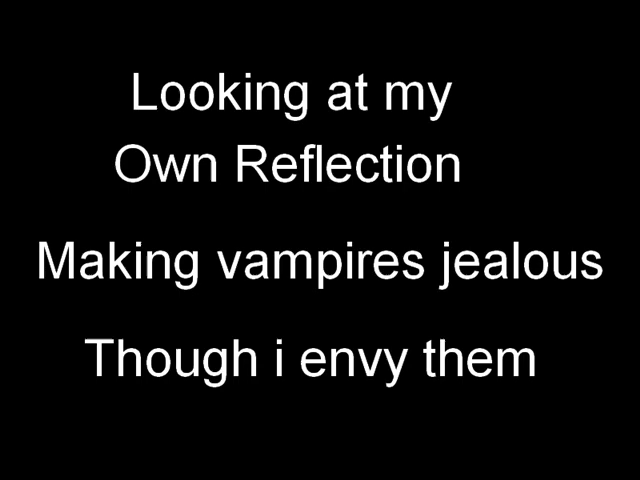 Looking at my
Own Reflection
Making vampires jealous
Though i envy them